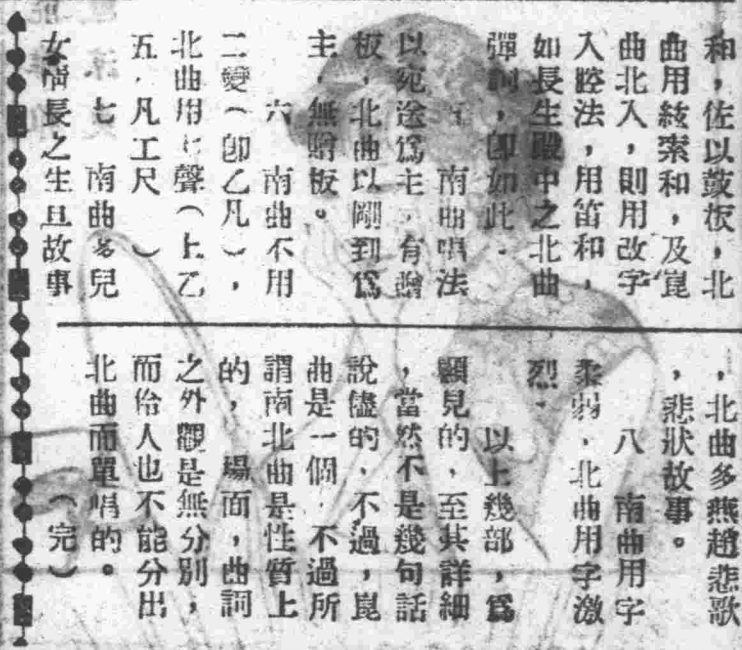 和，佐以鼓板，北
曲用絃索和，及崑
曲北入，則用改字
入腔法，用笛和，
如長生殿中之北曲
彈詞，卽如此．
南曲唱法
以宛送爲主，有贈
板，北曲以剛到爲
主，無贈板。
六　南曲不用
二變（卽乙凡），
北曲用七聲（上乙
五．凡工尺　）
七　南曲多兒
女情長之生旦故事
，北曲多燕趙悲歌
，悲狀故事。
八　南曲用字
柔弱，北曲用字激
烈．
以上幾部，爲
顯見的，至其詳細
，當然不是幾句話
說儘的，不過，崑
曲是一個．不過所
謂南北曲是性質上
的，塲面，曲詞
之外觀是無分別，
而伶人也不能分出
北曲而單唱的。
（完）